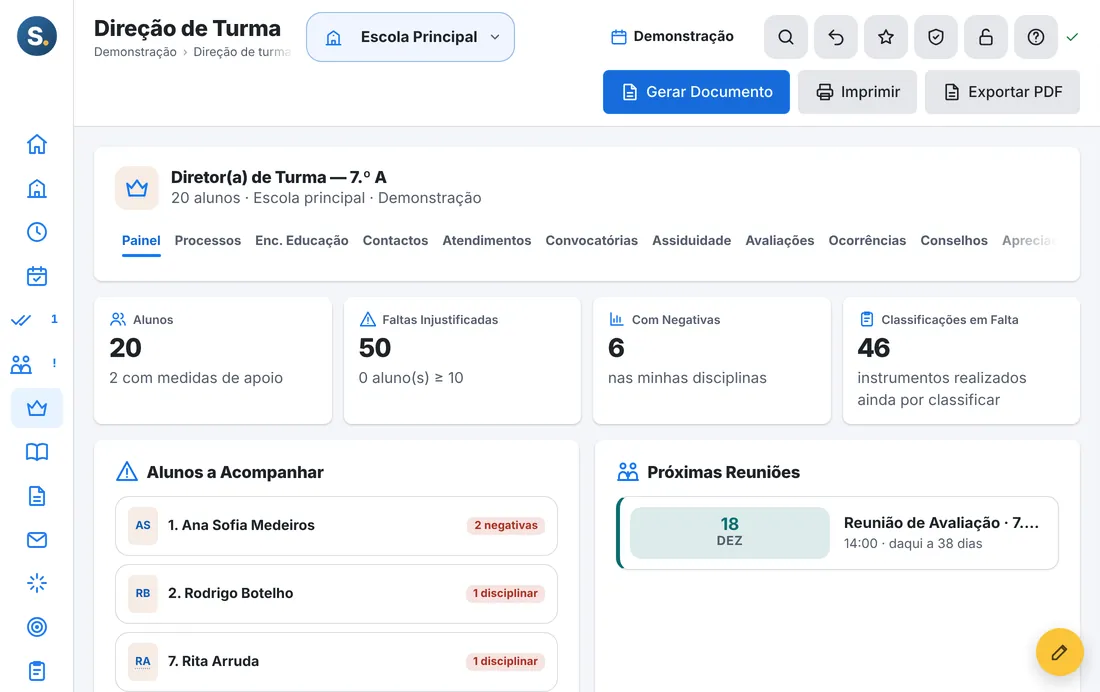 S.
Direção de Turma
Demonstração › Direção de turma
Escola Principal
Demonstração
Gerar Documento
Imprimir
Exportar PDF
Diretor(a) de Turma — 7.º A
20 alunos · Escola principal · Demonstração
Painel Processos Enc. Educação Contactos Atendimentos Convocatórias Assiduidade Avaliações Ocorrências Conselhos
1
!
Alunos
20
2 com medidas de apoio
Faltas Injustificadas
50
0 aluno(s) ≥ 10
Com Negativas
6
nas minhas disciplinas
Classificações em Falta
46
instrumentos realizados
ainda por classificar
Alunos a Acompanhar
AS 1. Ana Sofia Medeiros 2 negativas
RB 2. Rodrigo Botelho 1 disciplinar
RA 7. Rita Arruda 1 disciplinar
Próximas Reuniões
18
DEZ
Reunião de Avaliação · 7....
14:00 · daqui a 38 dias